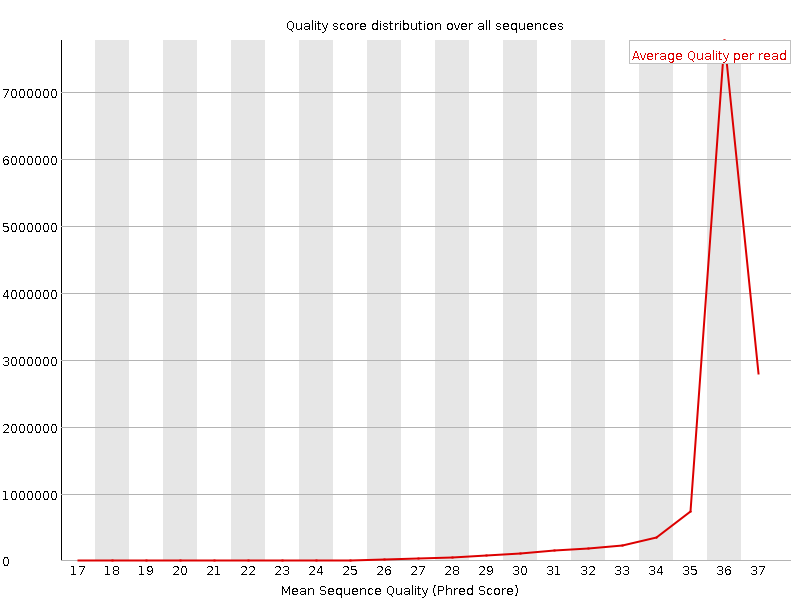 Quality score distribution over all sequences
Average Quality per read
7000000
6000000
5000000
4000000
3000000
2000000
1000000
0
17 18 19 20 21 22 23 24 25 26 27 28 29 30 31 32 33 34 35 36 37
Mean Sequence Quality (Phred Score)